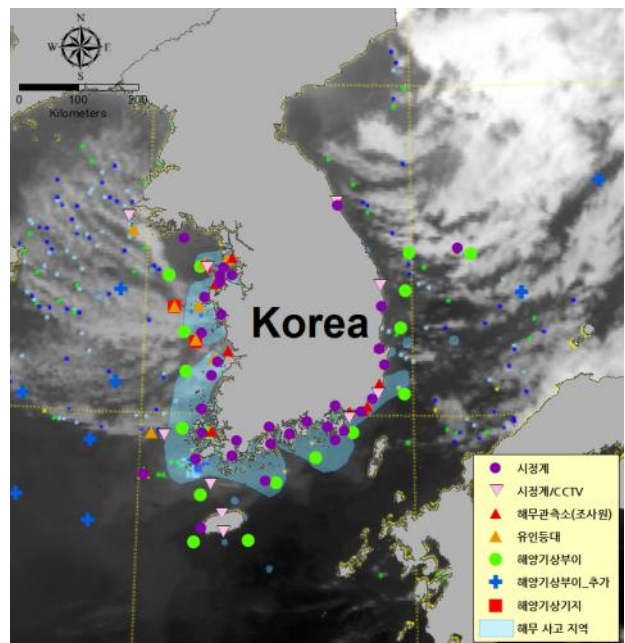 N
W E
S
0 100 200
Kilometers
Korea
시정계
시정계/CCTV
해무관측소(조사원)
유인등대
해양기상부이
해양기상부이_추가
해양기상기지
해무 사고 지역